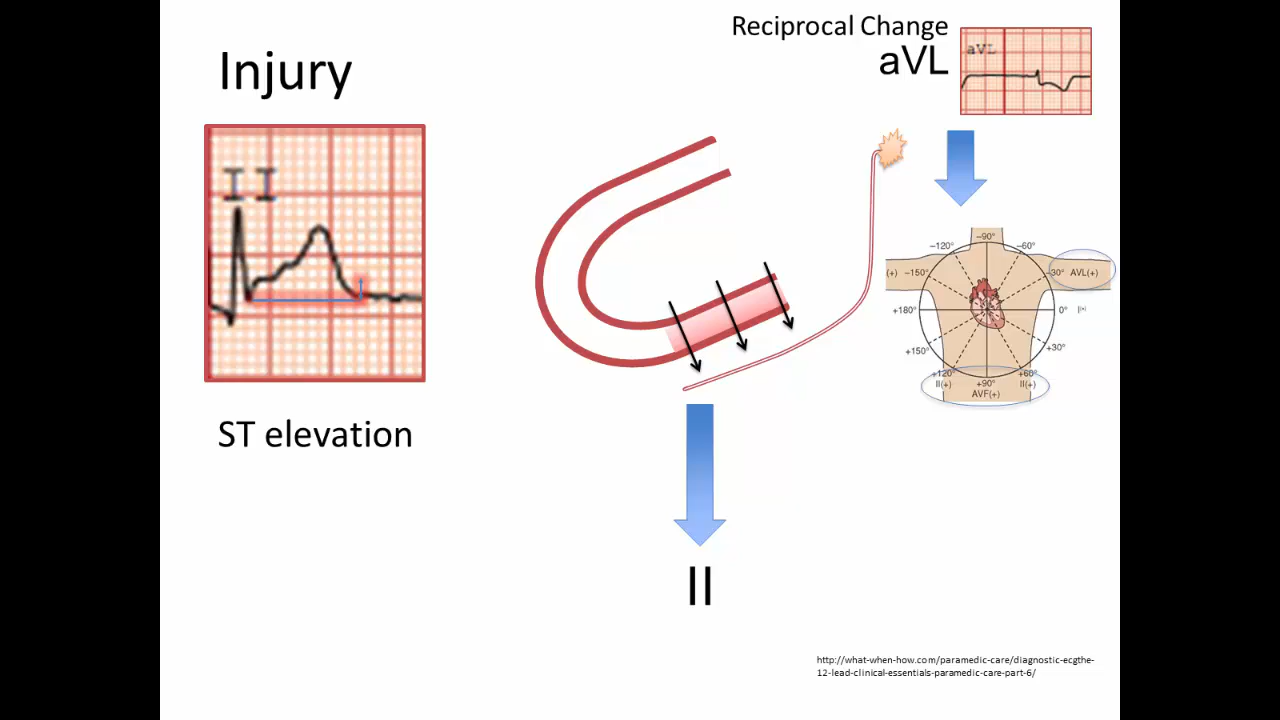 Reciprocal Change
aVL
aVL
Injury
II
ST elevation
−90°
−120°
−60°
(+)
−150°
−30°
AVL(+)
+180°
0°
I(+)
+150°
+30°
+120°
+60°
II(+)
+90°
II(+)
AVF(+)
II
http://what-when-how.com/paramedic-care/diagnostic-ecgthe-
12-lead-clinical-essentials-paramedic-care-part-6/